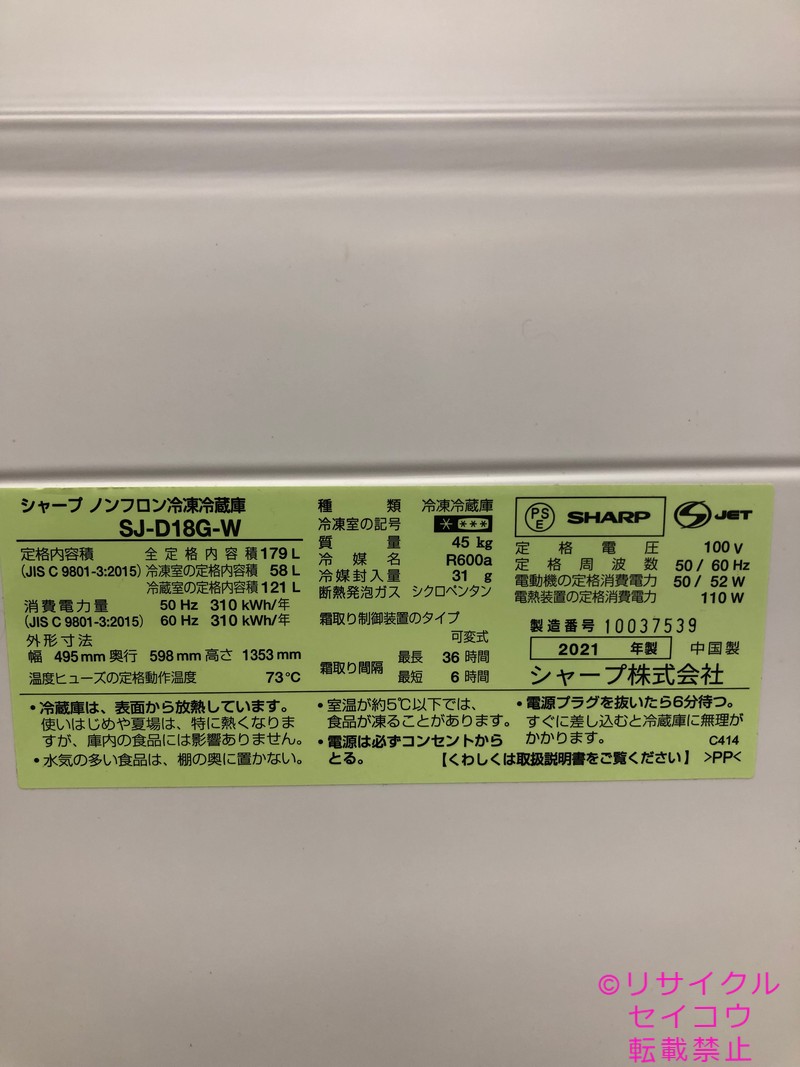 シャープ ノンフロン冷凍冷蔵庫
SJ-D18G-W
定格内容積 全定格内容積 179 L
(JIS C 9801-3:2015) 冷凍室の定格内容積 58 L
冷蔵室の定格内容積 121 L
消費電力量 50 Hz 310 kWh/年
(JIS C 9801-3:2015) 60 Hz 310 kWh/年
外形寸法
幅 495mm 奥行 598mm 高さ 1353mm
温度ヒューズの定格動作温度 73℃
種類 冷凍冷蔵庫
冷凍室の記号 * ***
質量 45 kg
冷媒名 R600a
冷媒封入量 31 g
断熱発泡ガス シクロペンタン
霜取り制御装置のタイプ
可変式
霜取り間隔 最長 36 時間
最短 6 時間
PS
E
SHARP
JET
定格電圧 100 V
定格周波数 50 / 60 Hz
電動機の定格消費電力 50 / 52 W
電熱装置の定格消費電力 110 W
製造番号 10037539
2021 年製 中国製
シャープ株式会社
・冷蔵庫は、表面から放熱しています。
使いはじめや夏場は、特に熱くなりま
すが、庫内の食品には影響ありません。
・水気の多い食品は、棚の奥に置かない。
・室温が約5℃以下では、
食品が凍ることがあります。
・電源は必ずコンセントから
とる。
・電源プラグを抜いたら6分待つ。
すぐに差し込むと冷蔵庫に無理が
かかります。
C414
【くわしくは取扱説明書をご覧ください】 >PP<
©リサイクル
セイコウ
転載禁止